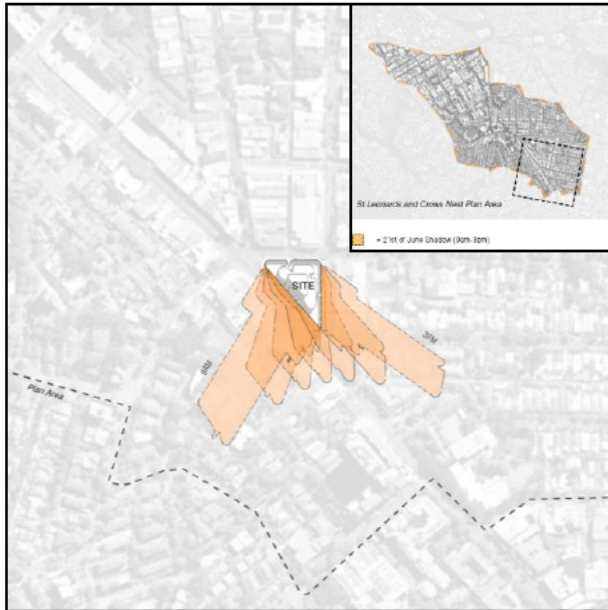 St Leonards and Crows Nest Plan Area
= 21st of June Shadow (9am-3pm)
SITE
9AM
3PM
Plan Area